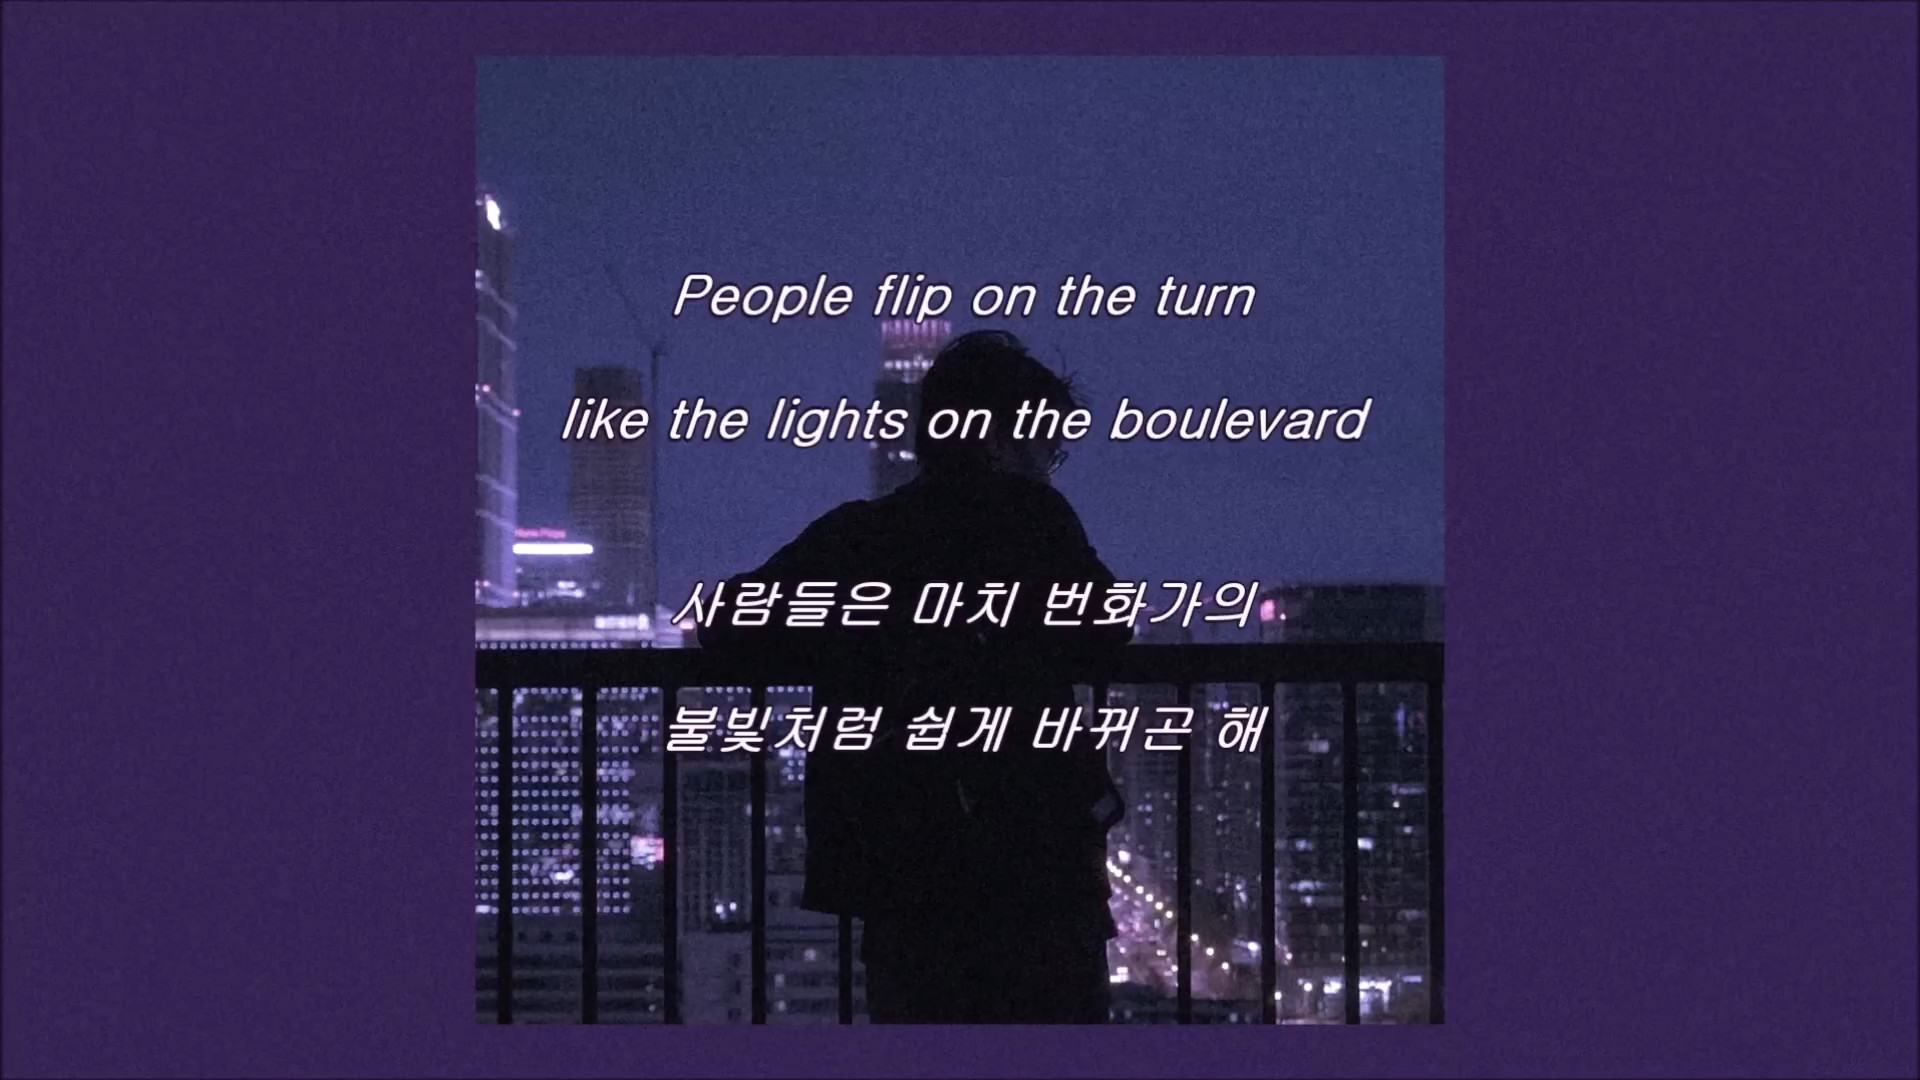 People flip on the turn
like the lights on the boulevard
사람들은 마치 번화가의
불빛처럼 쉽게 바뀌곤 해